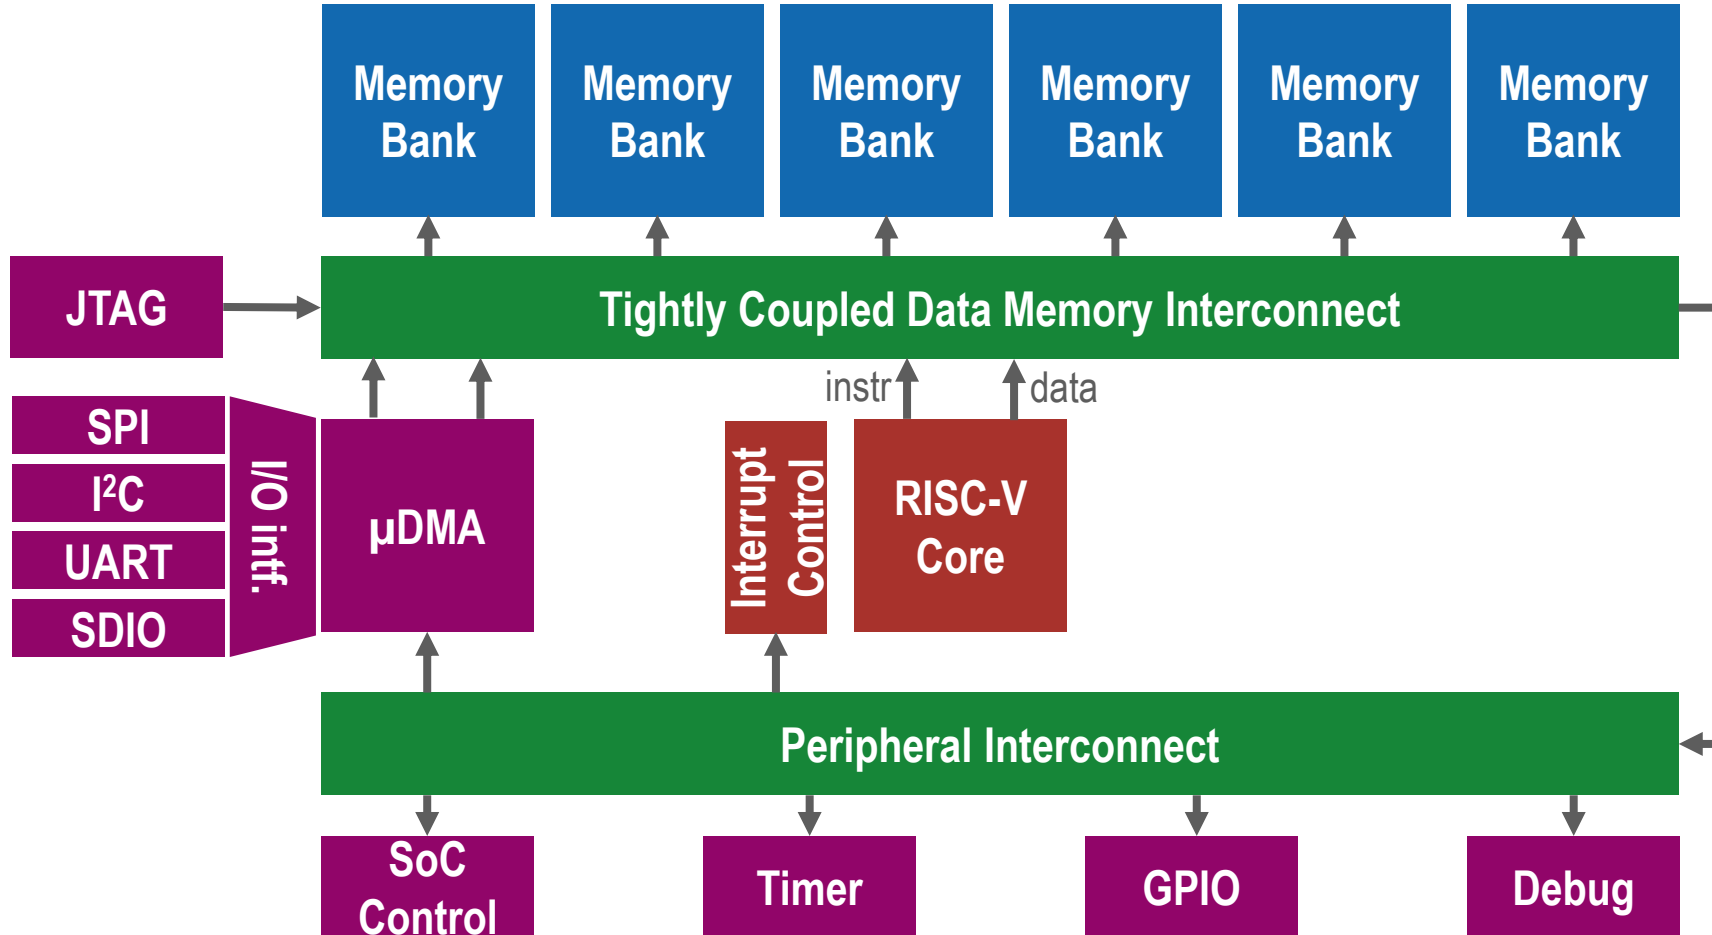 Memory
Bank
Memory
Bank
Memory
Bank
Memory
Bank
Memory
Bank
Memory
Bank
JTAG
Tightly Coupled Data Memory Interconnect
instr
data
SPI
I²C
UART
SDIO
I/O intf.
µDMA
Interrupt
Control
RISC-V
Core
Peripheral Interconnect
SoC
Control
Timer
GPIO
Debug